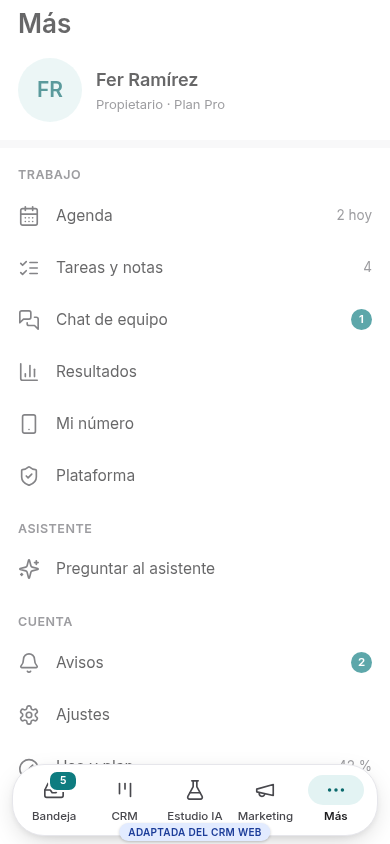 Más
FR
Fer Ramírez
Propietario · Plan Pro
TRABAJO
Agenda
2 hoy
Tareas y notas
4
Chat de equipo
1
Resultados
Mi número
Plataforma
ASISTENTE
Preguntar al asistente
CUENTA
Avisos
2
Ajustes
5
Bandeja
CRM
Estudio IA
Marketing
Más
ADAPTADA DEL CRM WEB